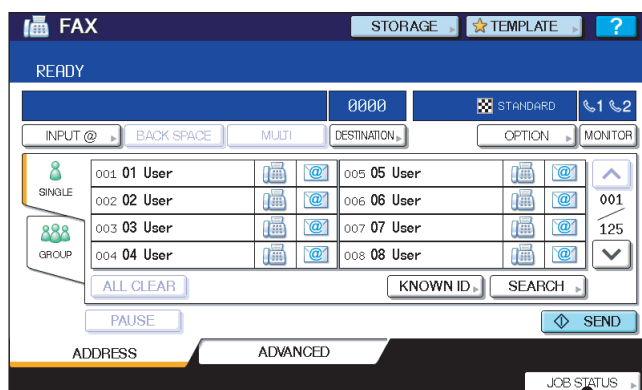 FAX STORAGE TEMPLATE ?
READY
0000 STANDARD 1 2
INPUT @ BACK SPACE MULTI DESTINATION OPTION MONITOR
SINGLE
001 01 User @ 005 05 User @
002 02 User @ 006 06 User @
003 03 User @ 007 07 User @
004 04 User @ 008 08 User @
001
125
GROUP
ALL CLEAR KNOWN ID SEARCH
PAUSE SEND
ADDRESS ADVANCED
JOB STATUS